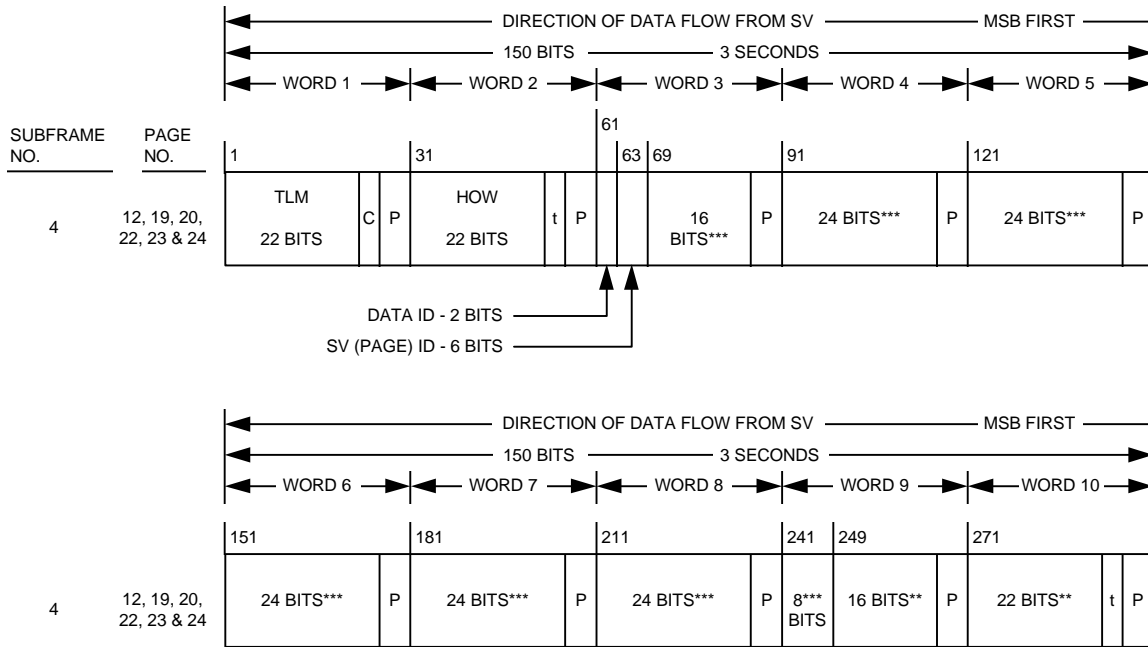 DIRECTION OF DATA FLOW FROM SV MSB FIRST
150 BITS 3 SECONDS
WORD 1 WORD 2 WORD 3 WORD 4 WORD 5
SUBFRAME NO. PAGE NO.
1 31 61 63 69 91 121
4 12, 19, 20, 22, 23 & 24
TLM 22 BITS C P HOW 22 BITS t P 16 BITS*** P 24 BITS*** P 24 BITS*** P
DATA ID - 2 BITS
SV (PAGE) ID - 6 BITS
DIRECTION OF DATA FLOW FROM SV MSB FIRST
150 BITS 3 SECONDS
WORD 6 WORD 7 WORD 8 WORD 9 WORD 10
151 181 211 241 249 271
4 12, 19, 20, 22, 23 & 24
24 BITS*** P 24 BITS*** P 24 BITS*** P 8*** BITS 16 BITS** P 22 BITS** t P